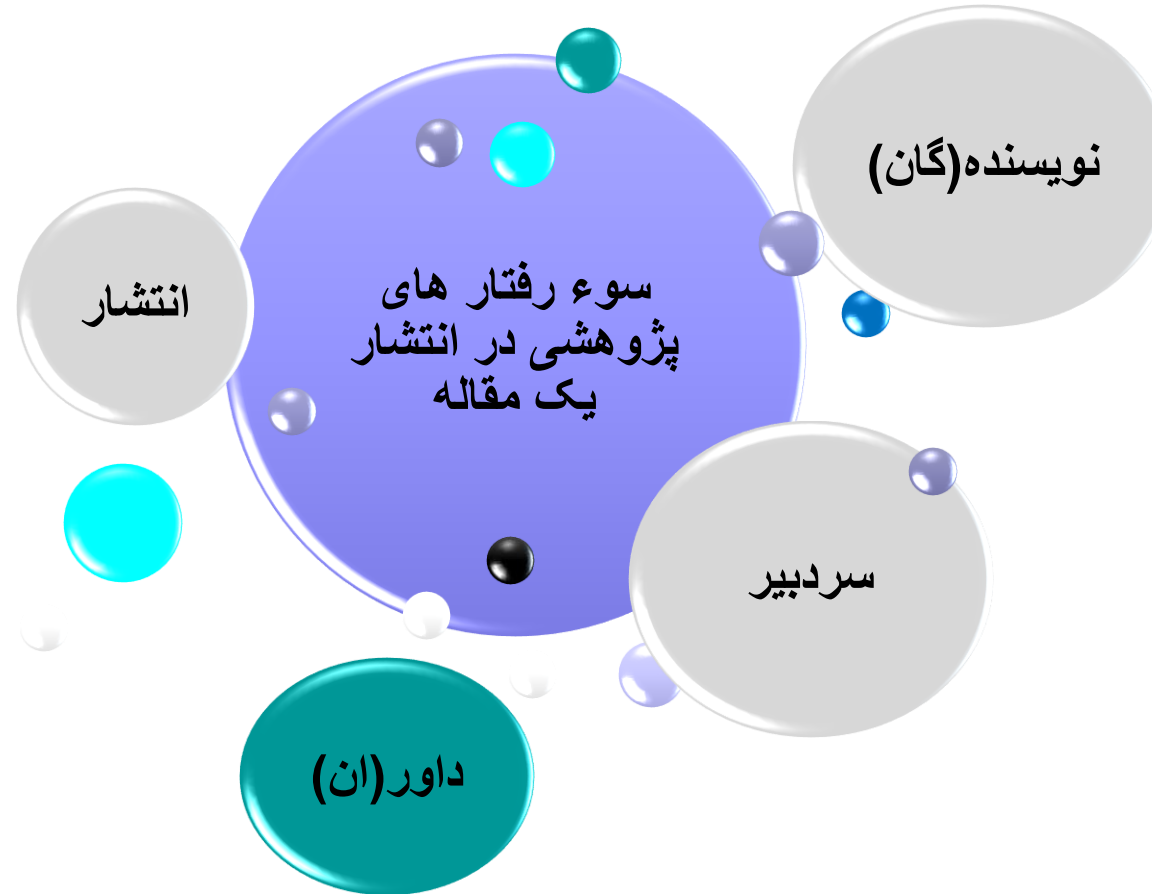 نویسنده(گان)
سوء رفتار های
پژوهشی در انتشار
یک مقاله
انتشار
سردبیر
داور(ان)